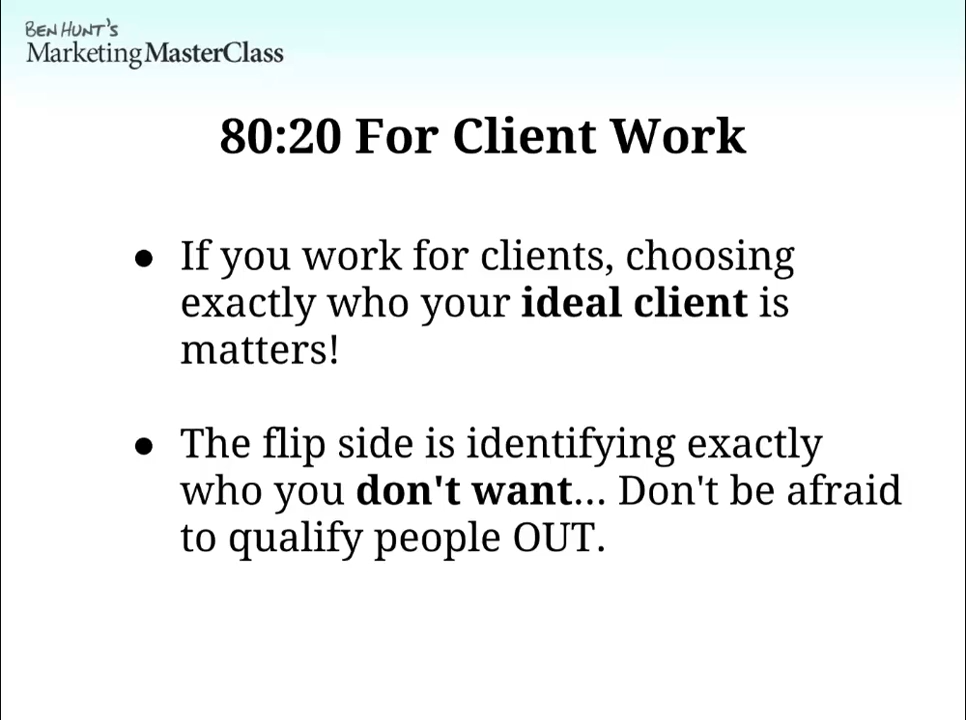 BEN HUNT'S
Marketing MasterClass
80:20 For Client Work
● If you work for clients, choosing
exactly who your ideal client is
matters!
● The flip side is identifying exactly
who you don't want... Don't be afraid
to qualify people OUT.